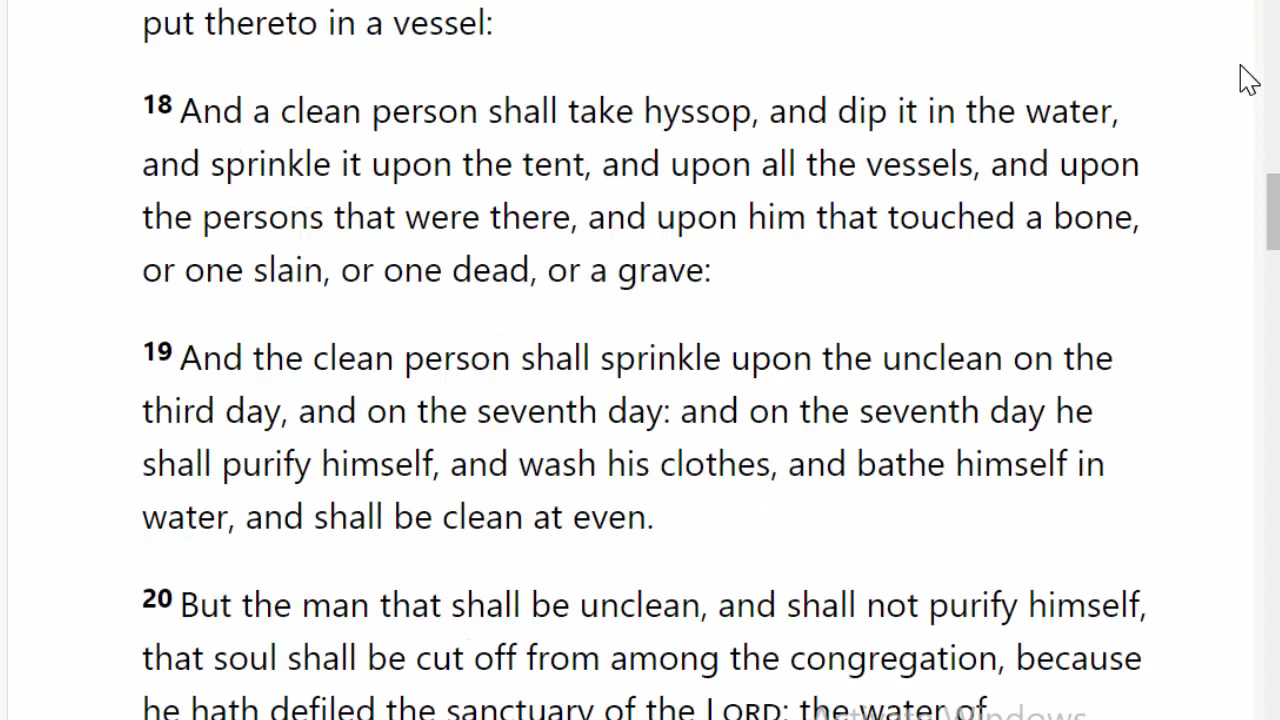 put thereto in a vessel:
18 And a clean person shall take hyssop, and dip it in the water,
and sprinkle it upon the tent, and upon all the vessels, and upon
the persons that were there, and upon him that touched a bone,
or one slain, or one dead, or a grave:
19 And the clean person shall sprinkle upon the unclean on the
third day, and on the seventh day: and on the seventh day he
shall purify himself, and wash his clothes, and bathe himself in
water, and shall be clean at even.
20 But the man that shall be unclean, and shall not purify himself,
that soul shall be cut off from among the congregation, because
he hath defiled the sanctuary of the LORD: the water of
Activate Windows